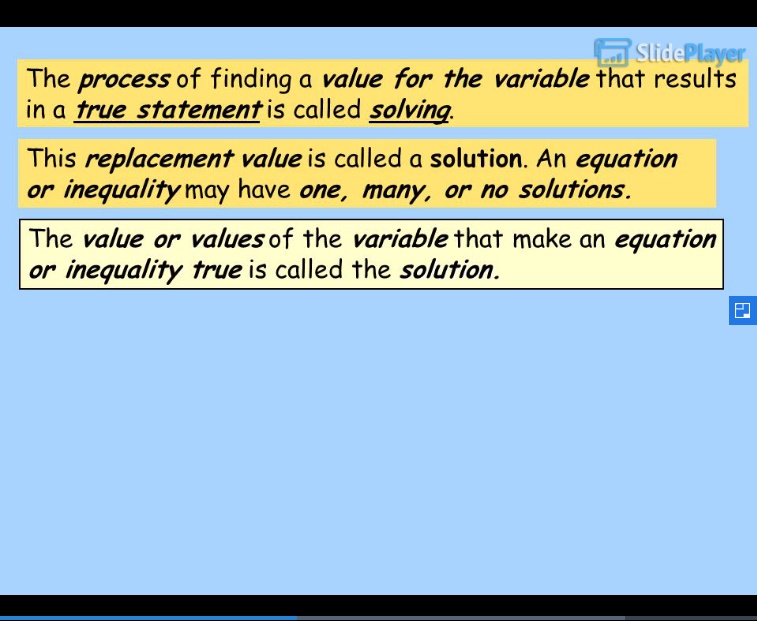 SlidePlayer
The process of finding a value for the variable that results
in a true statement is called solving.
This replacement value is called a solution. An equation
or inequality may have one, many, or no solutions.
The value or values of the variable that make an equation
or inequality true is called the solution.